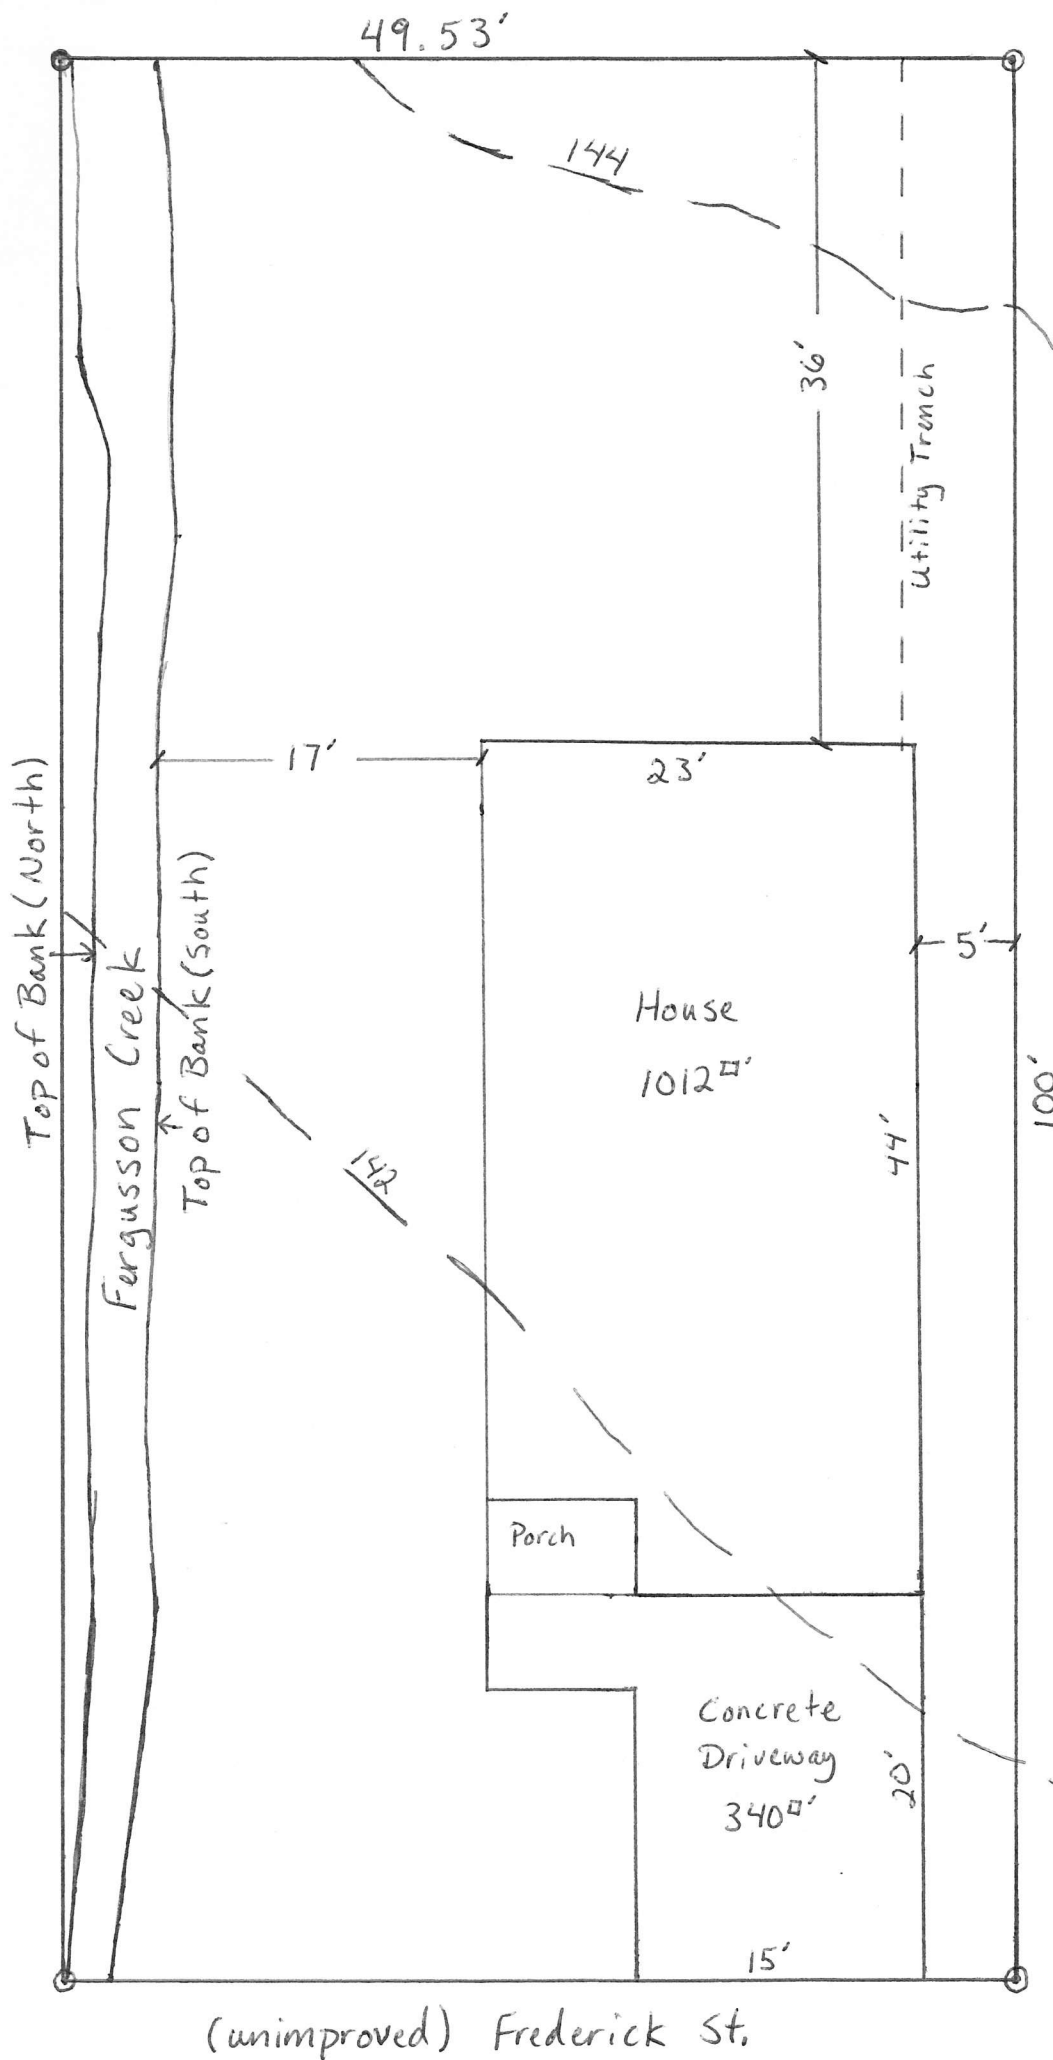 49.53'
144
36'
Utility Trench
17'
23'
Top of Bank (North)
Fergusson Creek
Top of Bank (South)
5'
House
1012□'
100'
44'
142
Porch
Concrete
Driveway
340□'
20'
15'
(unimproved) Frederick St.